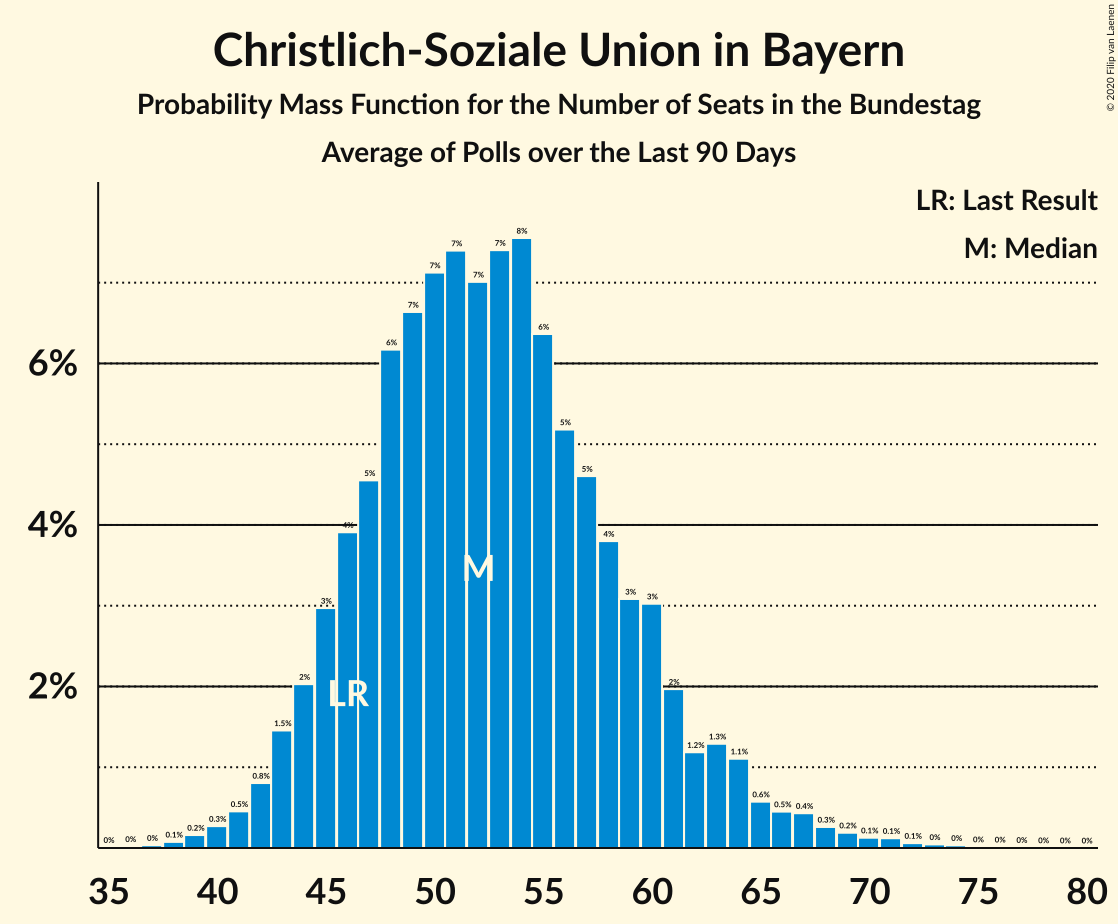 Christlich-Soziale Union in Bayern
Probability Mass Function for the Number of Seats in the Bundestag
Average of Polls over the Last 90 Days
© 2020 Filip van Laenen
LR: Last Result
M: Median
6%
4%
2%
0% 0% 0% 0.1% 0.2% 0.3% 0.5% 0.8% 1.5% 2% 3% 4% 5% 6% 7% 7% 7% 7% 7% 8% 6% 5% 5% 4% 3% 3% 2% 1.2% 1.3% 1.1% 0.6% 0.5% 0.4% 0.3% 0.2% 0.1% 0.1% 0.1% 0% 0% 0% 0% 0% 0% 0% 0%
M
LR
35 40 45 50 55 60 65 70 75 80